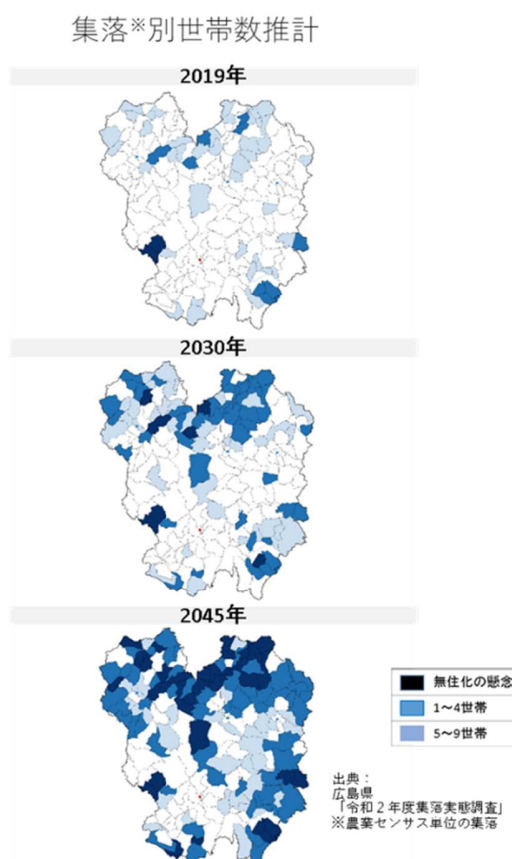 集落※別世帯数推計
2019年
2030年
2045年
無住化の懸念
1～4世帯
5~9世帯
出典：
広島県
「令和２年度集落実態調査」
※農業センサス単位の集落